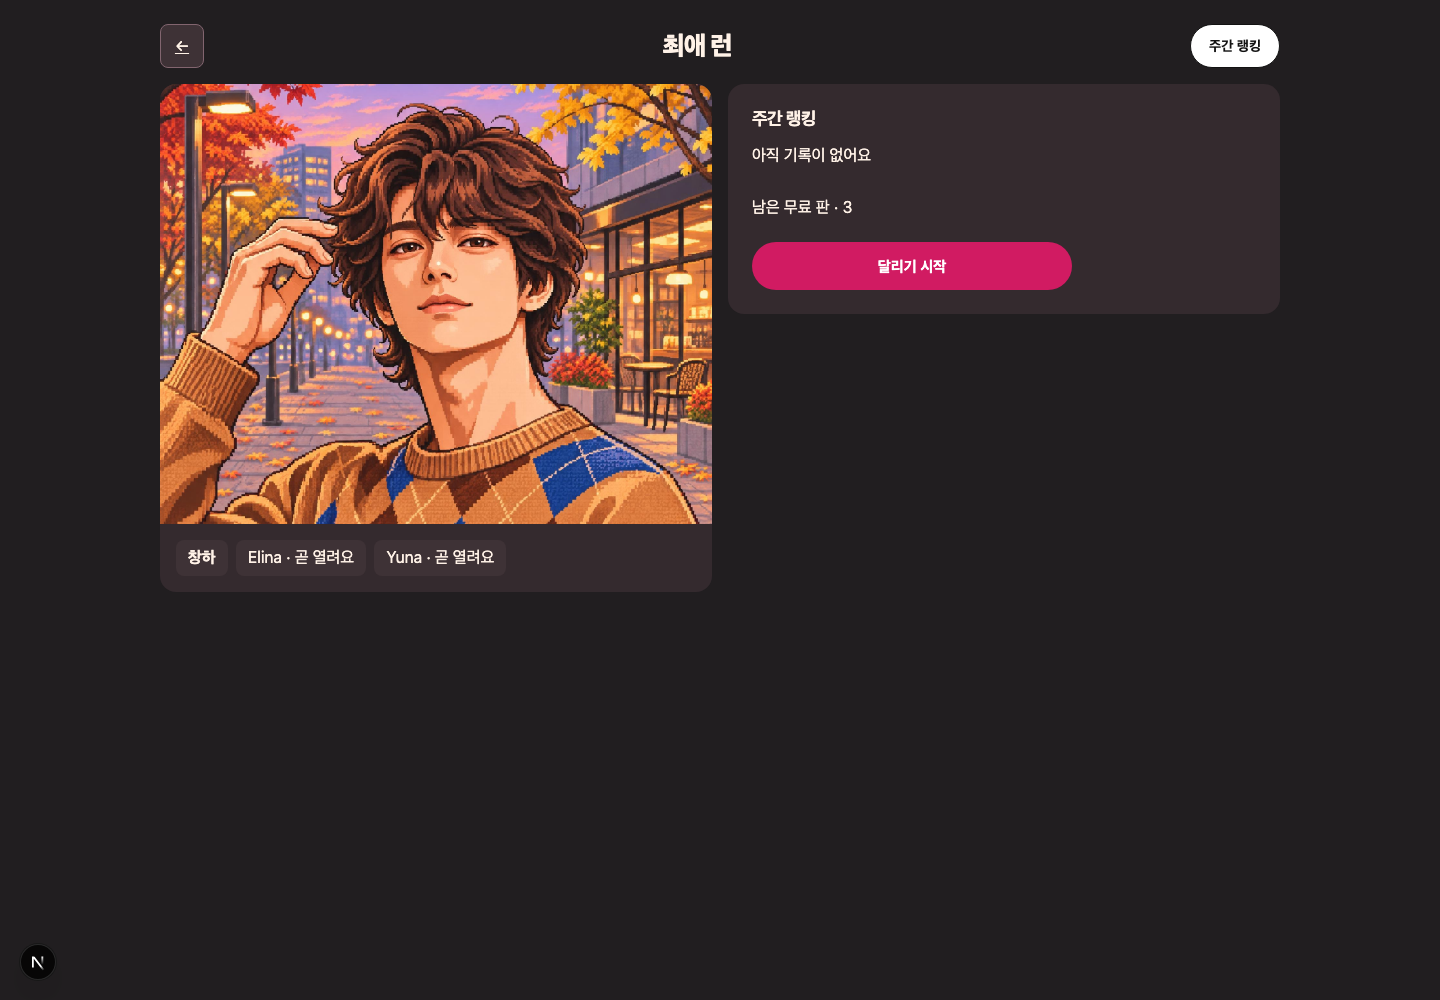 ←
최애 런
주간 랭킹
주간 랭킹
아직 기록이 없어요
남은 무료 판 · 3
달리기 시작
창하
Elina · 곧 열려요
Yuna · 곧 열려요
N